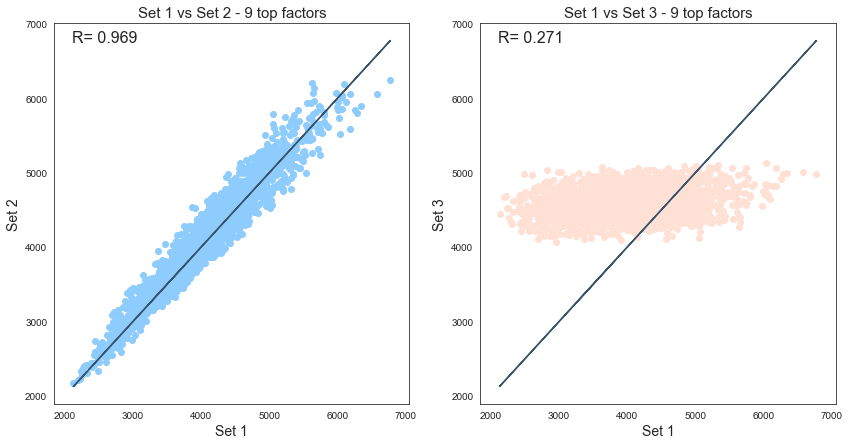 Set 1 vs Set 2 - 9 top factors
R= 0.969
7000
6000
5000
4000
3000
2000
Set 2
2000 3000 4000 5000 6000 7000
Set 1
Set 1 vs Set 3 - 9 top factors
R= 0.271
7000
6000
5000
4000
3000
2000
Set 3
2000 3000 4000 5000 6000 7000
Set 1